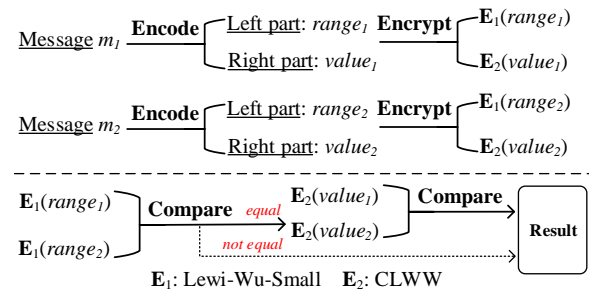 Message m1 Encode Left part: range1 Encrypt E1(range1)
Right part: value1 E2(value1)
Message m2 Encode Left part: range2 Encrypt E1(range2)
Right part: value2 E2(value2)
E1(range1) Compare equal E2(value1) Compare Result
E1(range2) not equal E2(value2)
E1: Lewi-Wu-Small E2: CLWW